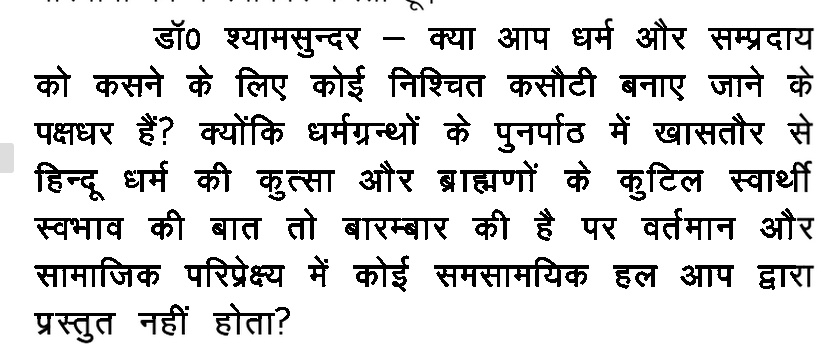 डॉ0 श्यामसुन्दर – क्या आप धर्म और सम्प्रदाय
को कसने के लिए कोई निश्चित कसौटी बनाए जाने के
पक्षधर हैं? क्योंकि धर्मग्रन्थों के पुनर्पाठ में खासतौर से
हिन्दू धर्म की कुत्सा और ब्राह्मणों के कुटिल स्वार्थी
स्वभाव की बात तो बारम्बार की है पर वर्तमान और
सामाजिक परिप्रेक्ष्य में कोई समसामयिक हल आप द्वारा
प्रस्तुत नहीं होता?